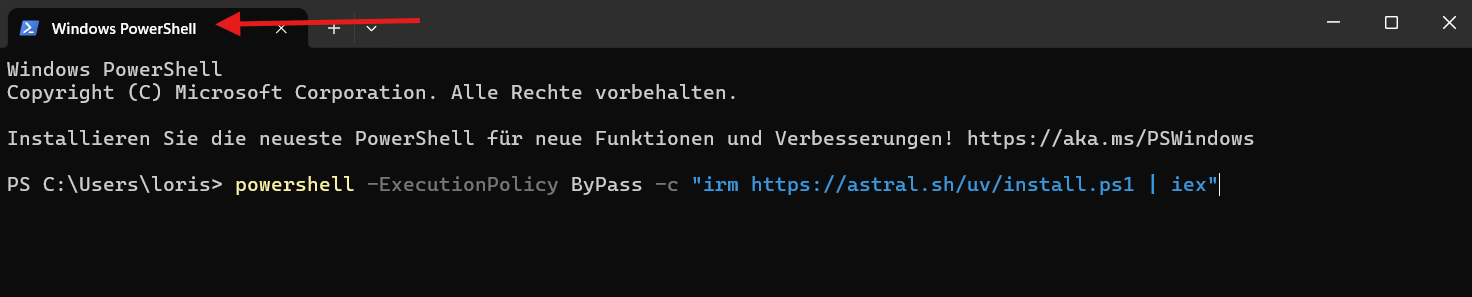 Windows PowerShell
Windows PowerShell
Copyright (C) Microsoft Corporation. Alle Rechte vorbehalten.
Installieren Sie die neueste PowerShell für neue Funktionen und Verbesserungen! https://aka.ms/PSWindows
PS C:\Users\loris> powershell -ExecutionPolicy ByPass -c "irm https://astral.sh/uv/install.ps1 | iex"